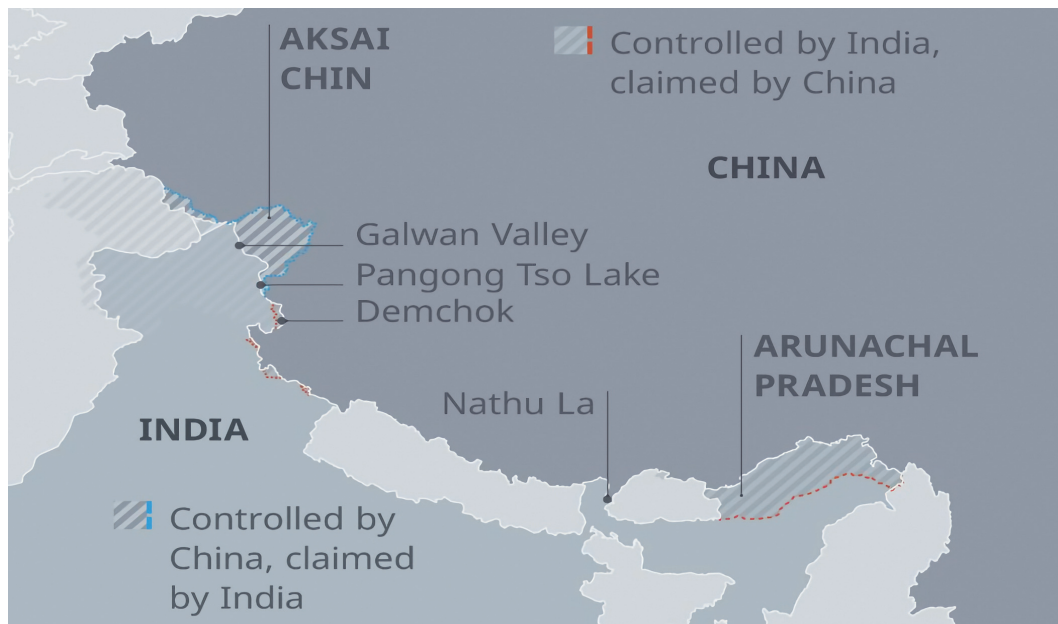 AKSAI
CHIN
Controlled by India,
claimed by China
CHINA
Galwan Valley
Pangong Tso Lake
Demchok
ARUNACHAL
PRADESH
Nathu La
INDIA
Controlled by
China, claimed
by India